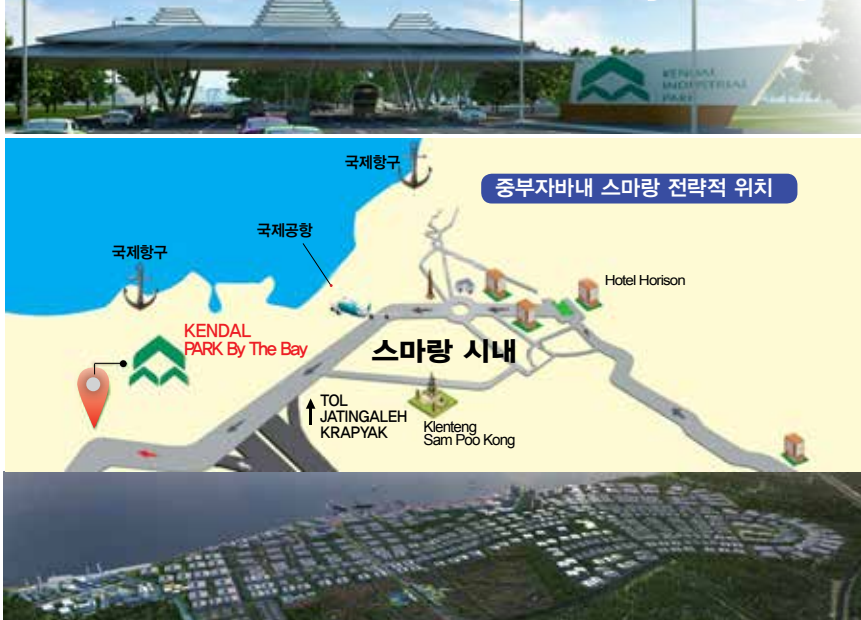 KENDAL
INDUSTRIAL
PARK
국제항구
중부자바내 스마랑 전략적 위치
국제공항
국제항구
Hotel Horison
KENDAL
PARK By The Bay
스마랑 시내
TOL
JATINGALEH
KRAPYAK
Klenteng
Sam Poo Kong